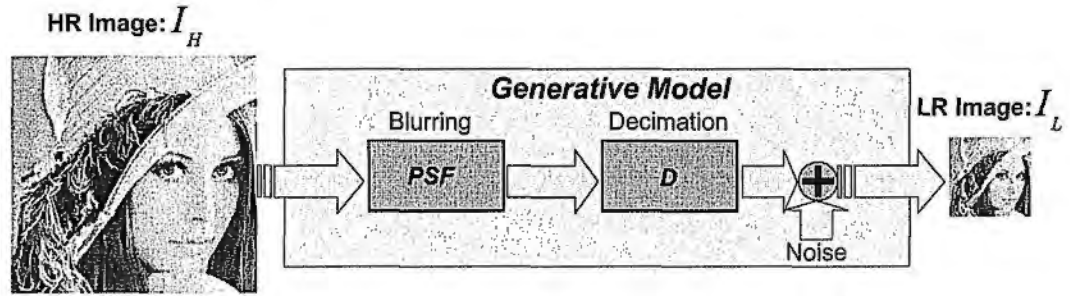 HR Image: I_H
Generative Model
LR Image: I_L
Blurring
Decimation
PSF
D
Noise